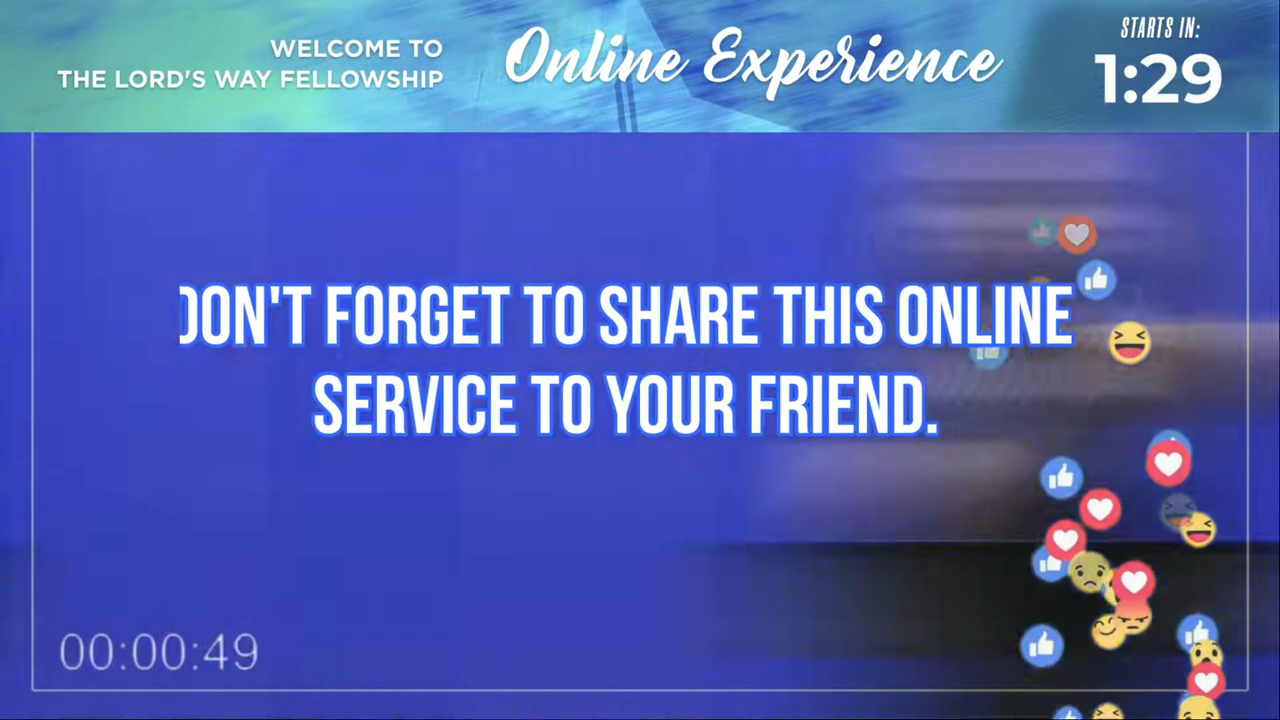 WELCOME TO
THE LORD'S WAY FELLOWSHIP
Online Experience
STARTS IN:
1:29
DON'T FORGET TO SHARE THIS ONLINE
SERVICE TO YOUR FRIEND.
00:00:49